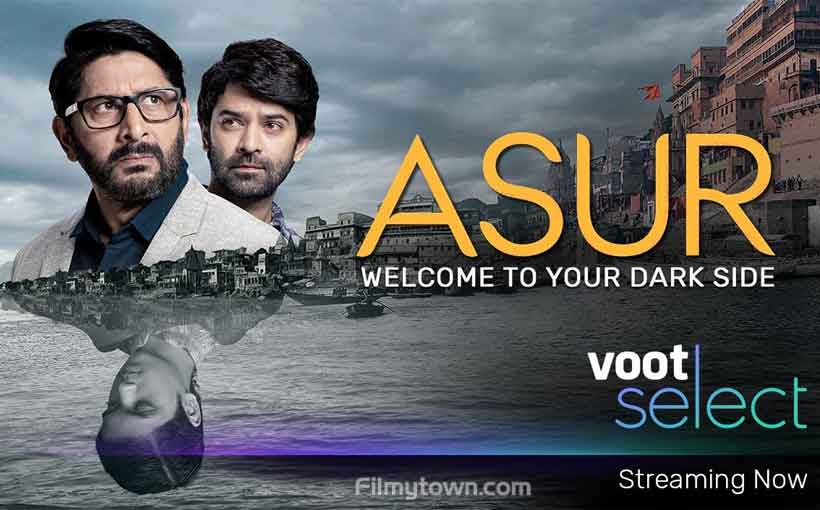 ASUR
WELCOME TO YOUR DARK SIDE
voot
select
Streaming Now
Filmytown.com